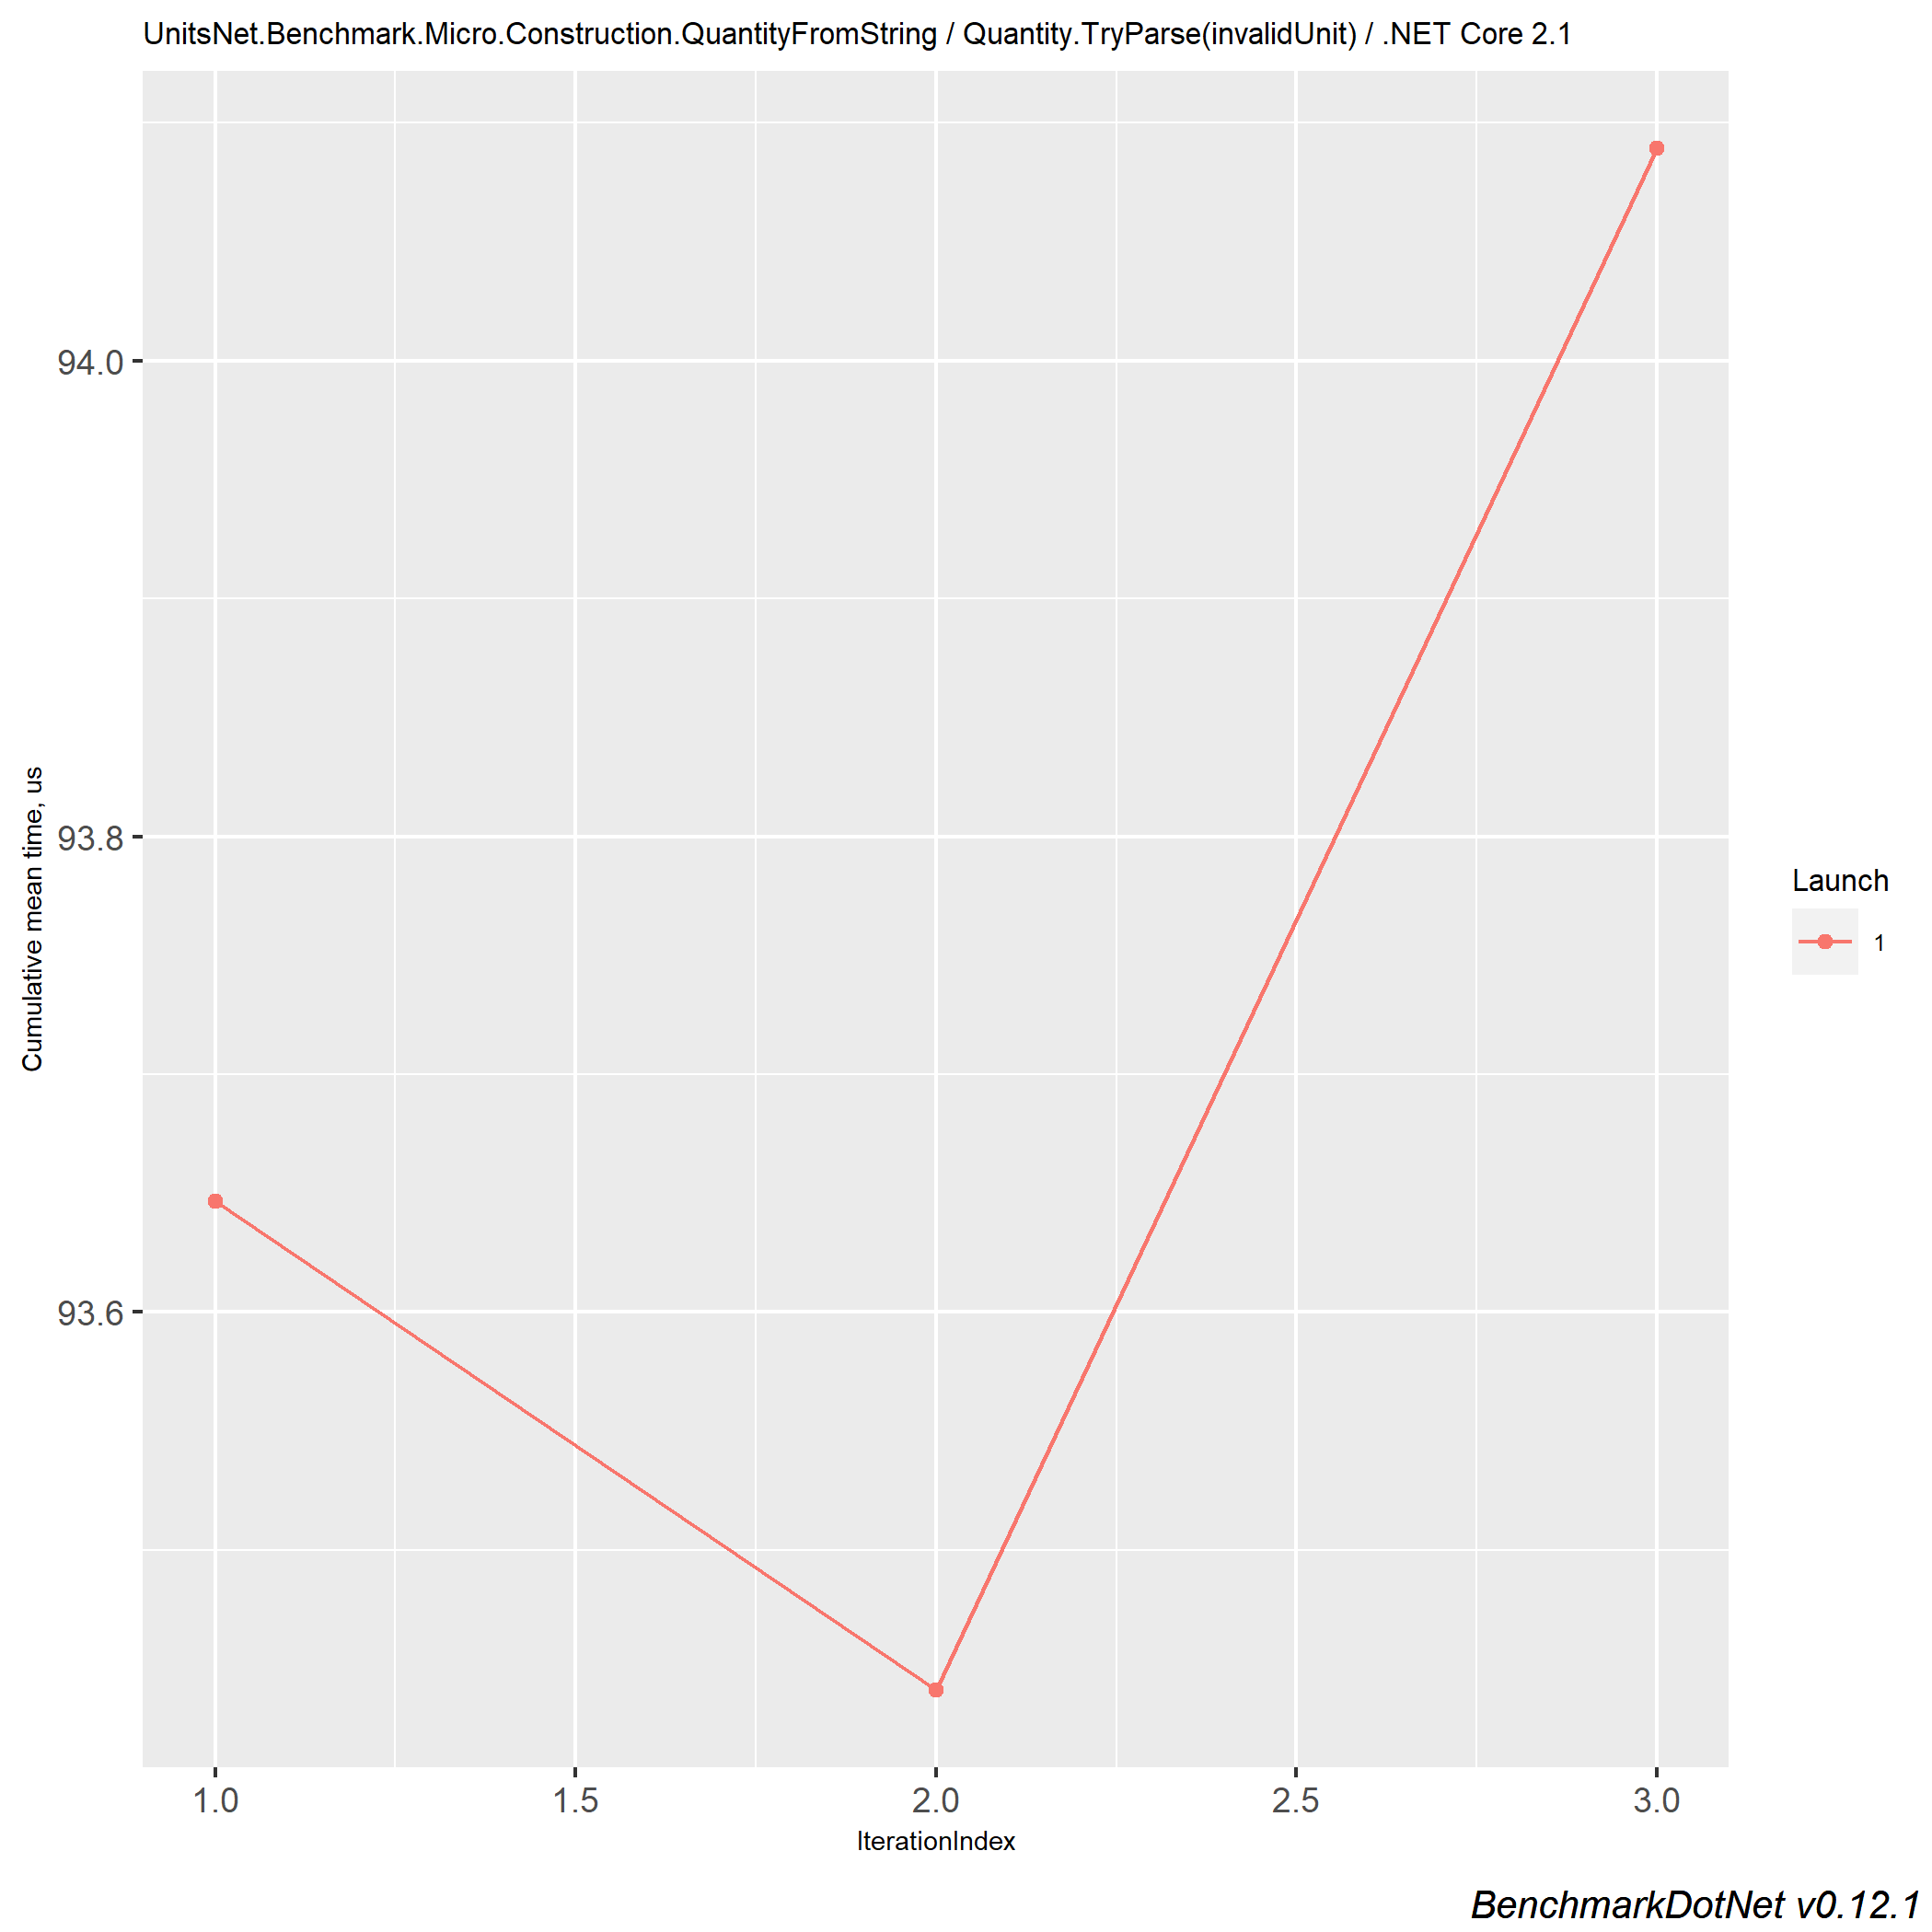 UnitsNet.Benchmark.Micro.Construction.QuantityFromString / Quantity.TryParse(invalidUnit) / .NET Core 2.1
Cumulative mean time, us
94.0
93.8
93.6
1.0
1.5
2.0
2.5
3.0
IterationIndex
Launch
1
BenchmarkDotNet v0.12.1